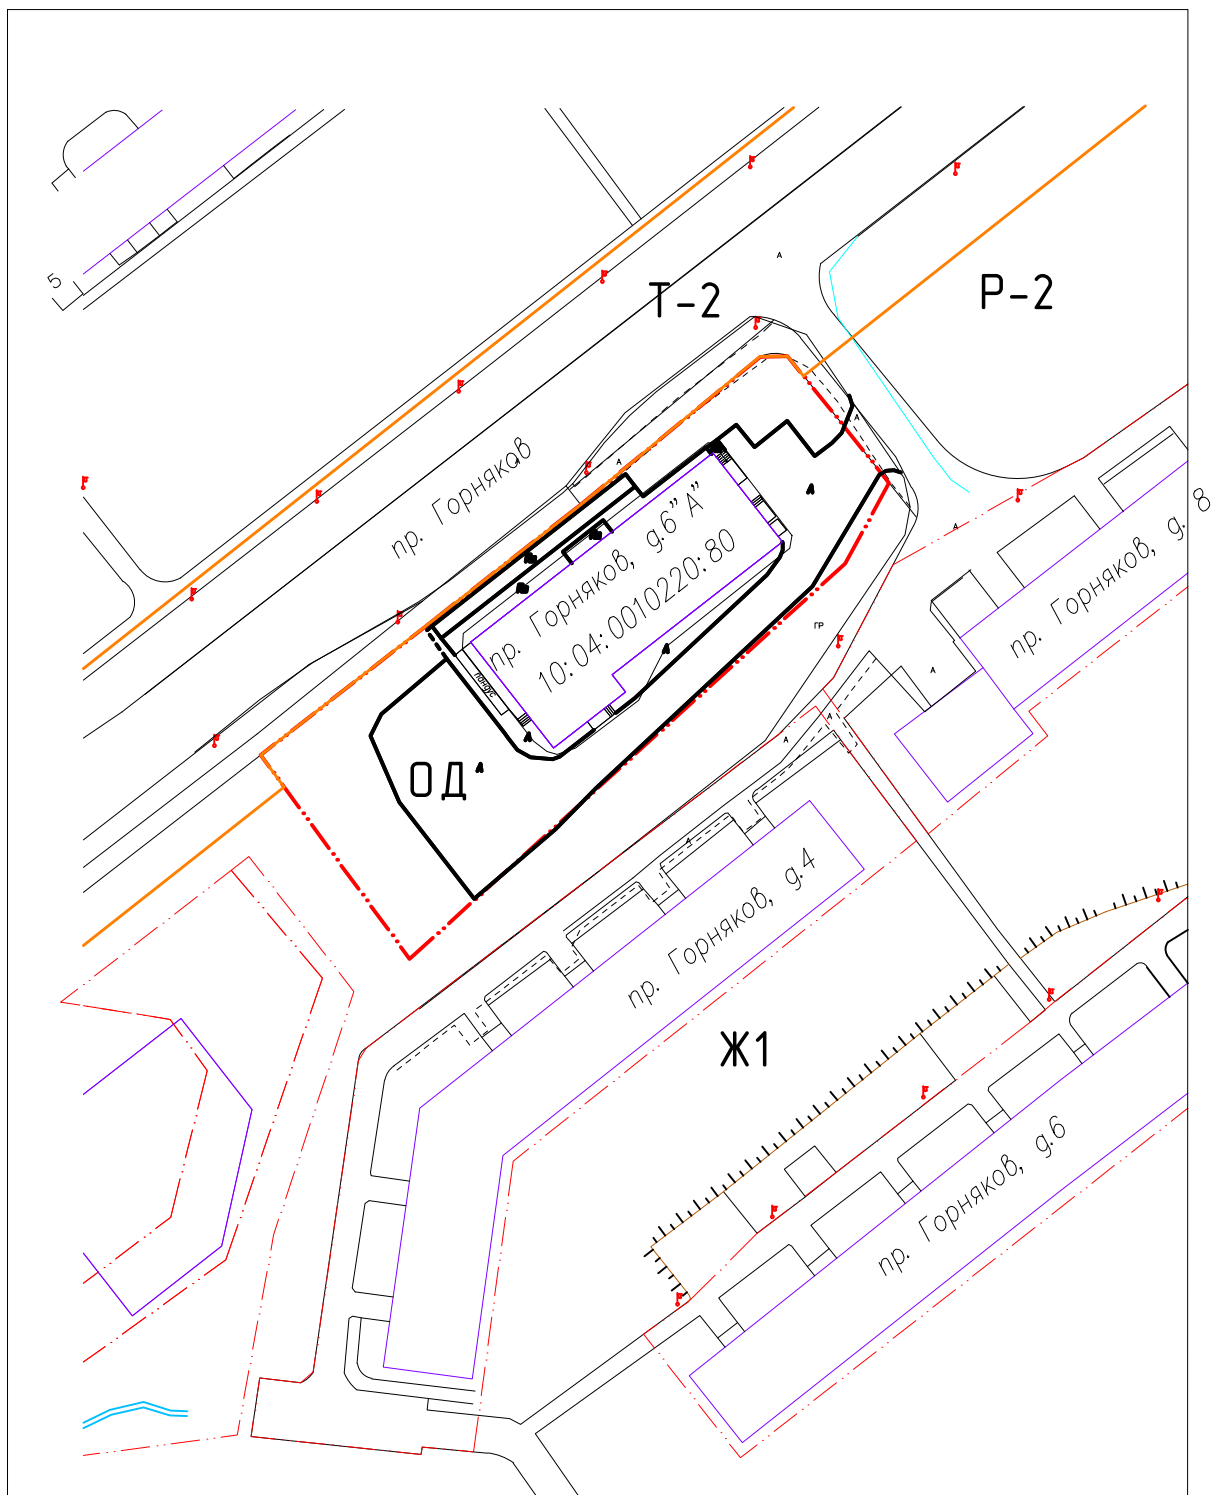 5
Т-2
Р-2
А
пр. Горняков
А
А
А
А
пр. Горняков, д.6"А"
10:04:0010220:80
пр. Горняков, д. 8
ГР
пандус
А
А
А
А
А
А
ОД
А
А
пр. Горняков, д.4
Ж1
пр. Горняков, д.6